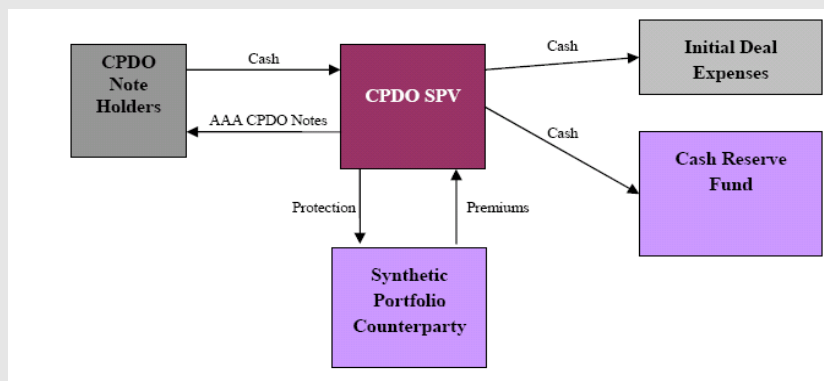 CPDO
Note
Holders
Cash
AAA CPDO Notes
CPDO SPV
Cash
Initial Deal
Expenses
Cash
Cash Reserve
Fund
Protection
Premiums
Synthetic
Portfolio
Counterparty